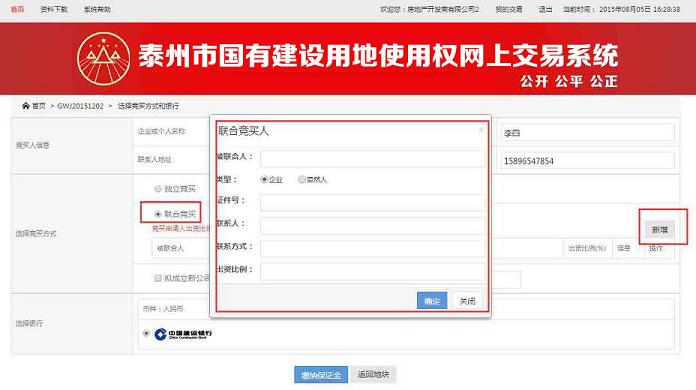 首页 资料下载 系统帮助 欢迎您：房地产开发商有限公司2 我的交易 退出 当前时间：2015年08月05日 16:28:38
泰州市国有建设用地使用权网上交易系统
公开 公平 公正
首页 > GWJ20151202 > 选择竞买方式和银行
竞买人信息
企业或个人名称
李四
联系人地址
15896547854
选择竞买方式
独立竞买
联合竞买
新增
竞买申请人出资比
被联合人 出资比例(%) 信息 操作
拟成立新公司
联合竞买人 ×
被联合人：
类型： 企业 自然人
证件号：
联系人：
联系方式：
出资比例：
确定 关闭
选择银行
币种：人民币
中国建设银行
China Construction Bank
缴纳保证金 返回地块